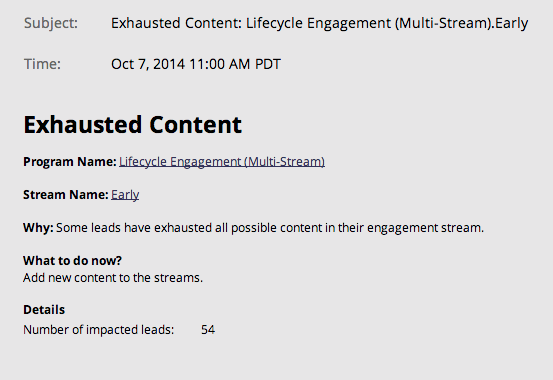 Subject: Exhausted Content: Lifecycle Engagement (Multi-Stream).Early
Time: Oct 7, 2014 11:00 AM PDT
Exhausted Content
Program Name: Lifecycle Engagement (Multi-Stream)
Stream Name: Early
Why: Some leads have exhausted all possible content in their engagement stream.
What to do now?
Add new content to the streams.
Details
Number of impacted leads: 54